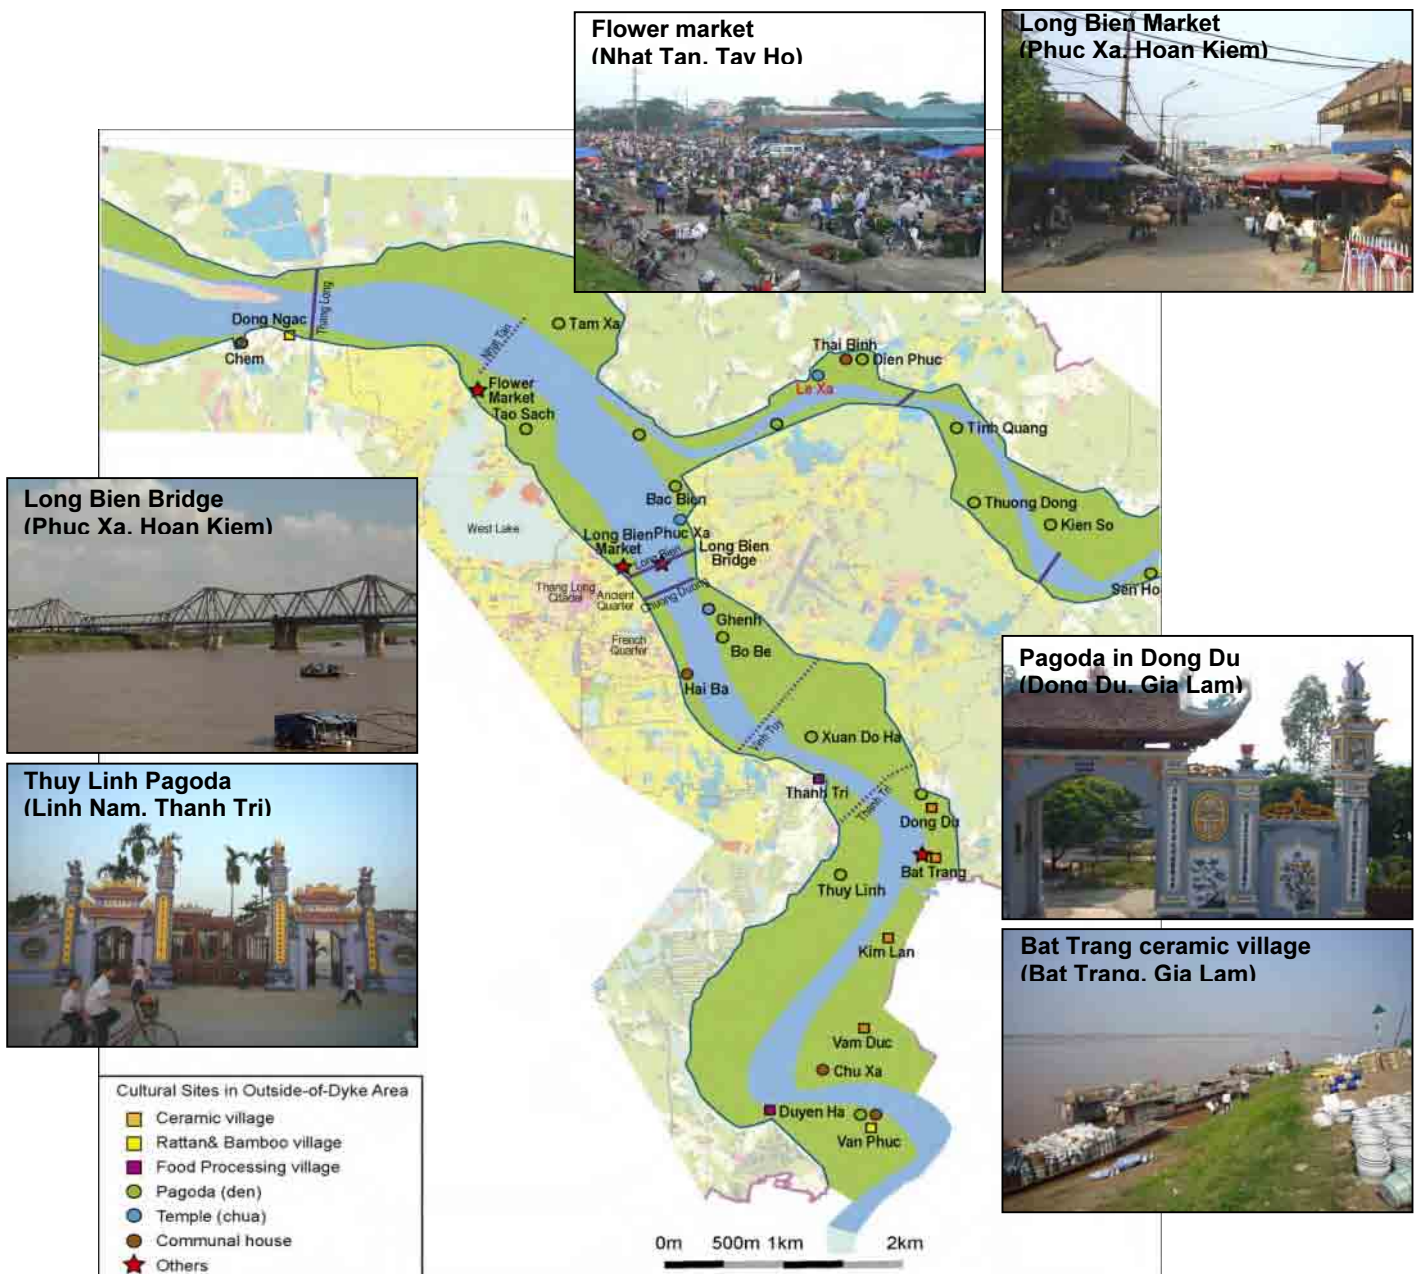 Flower market
(Nhat Tan, Tay Ho)
Long Bien Market
(Phuc Xa, Hoan Kiem)
Thang Long
Dong Ngac
Chem
Nhat Tan
Tam Xa
Thai Binh
Dien Phuc
Le Xa
Flower
Market
Tao Sach
Tinh Quang
Long Bien Bridge
(Phuc Xa, Hoan Kiem)
West Lake
Bac Bien
Thuong Dong
Kien So
Phuc Xa
Long Bien
Market
Long Bien
Long Bien
Bridge
Thang Long
Citadel
Ancient
Quarter
Chuong Duong
Sen Ho
Ghenh
French
Quarter
Bo Be
Hai Ba
Pagoda in Dong Du
(Dong Du, Gia Lam)
Vinh Tuy
Xuan Do Ha
Thuy Linh Pagoda
(Linh Nam, Thanh Tri)
Thanh Tri
Thanh Tri
Dong Du
Bat Trang
Thuy Linh
Kim Lan
Bat Trang ceramic village
(Bat Trang, Gia Lam)
Vam Duc
Chu Xa
Duyen Ha
Van Phuc
Cultural Sites in Outside-of-Dyke Area
Ceramic village
Rattan& Bamboo village
Food Processing village
Pagoda (den)
Temple (chua)
Communal house
Others
0m 500m 1km 2km